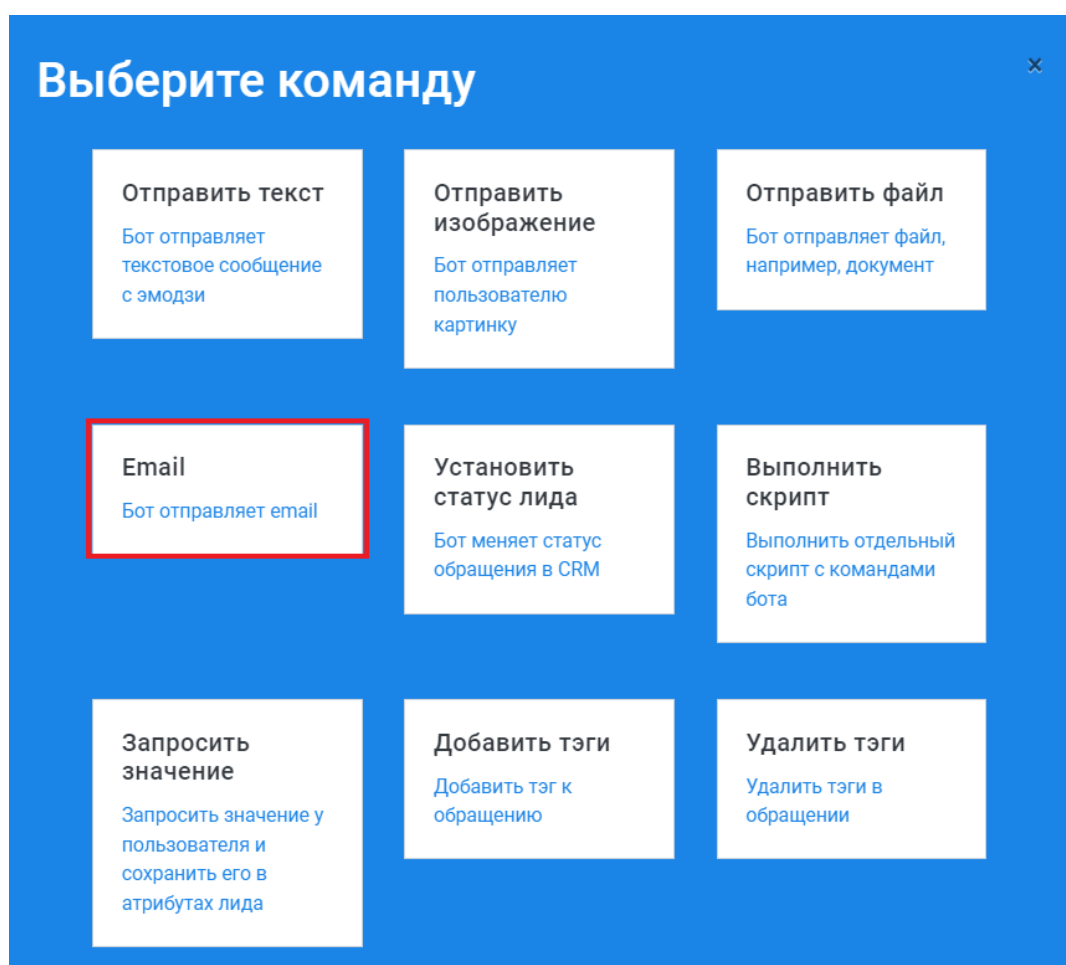 Выберите команду
×
Отправить текст
Бот отправляет
текстовое сообщение
с эмодзи
Отправить
изображение
Бот отправляет
пользователю
картинку
Отправить файл
Бот отправляет файл,
например, документ
Email
Бот отправляет email
Установить
статус лида
Бот меняет статус
обращения в CRM
Выполнить
скрипт
Выполнить отдельный
скрипт с командами
бота
Запросить
значение
Запросить значение у
пользователя и
сохранить его в
атрибутах лида
Добавить тэги
Добавить тэг к
обращению
Удалить тэги
Удалить тэги в
обращении